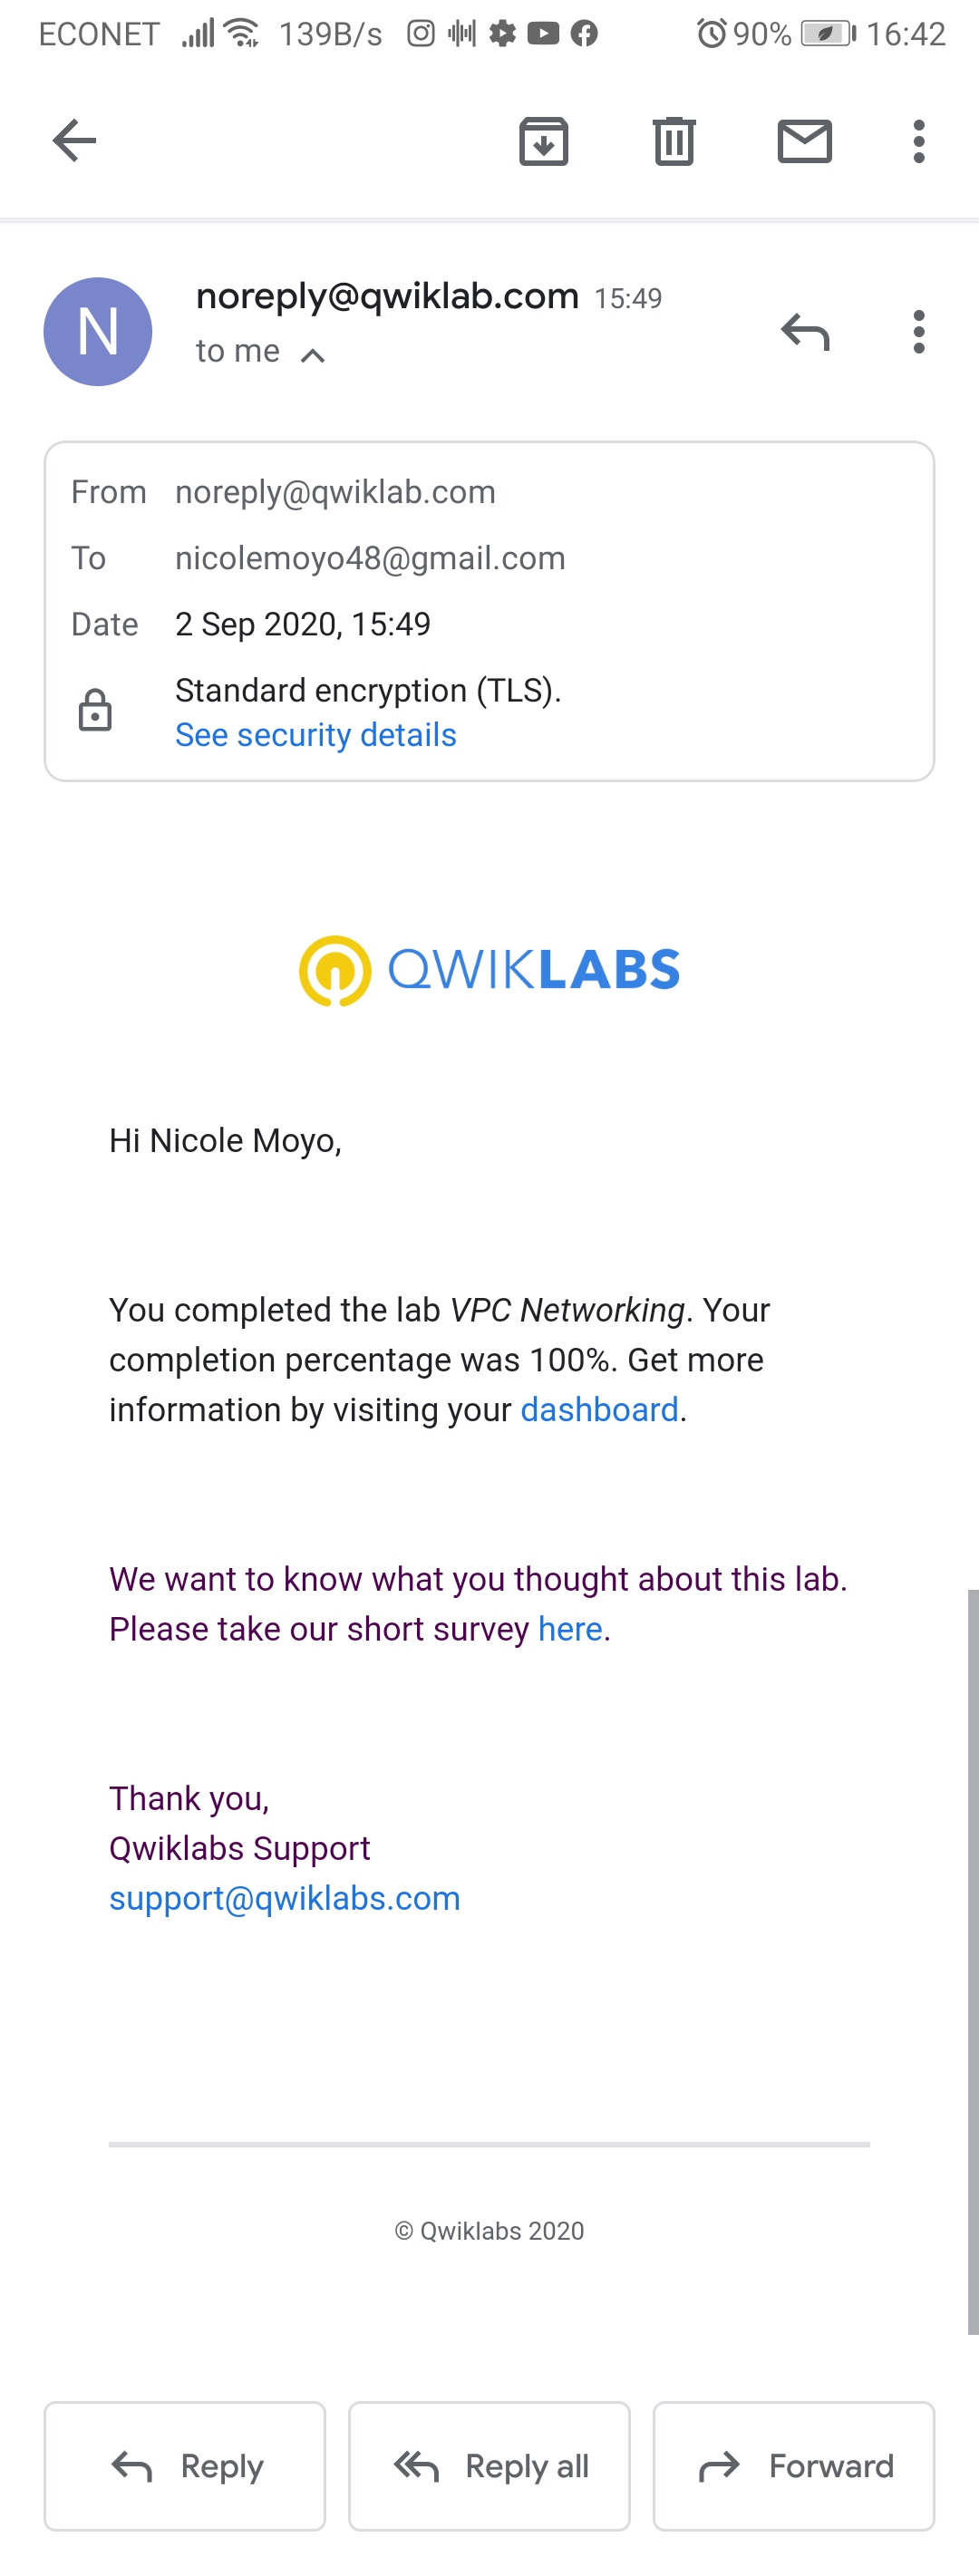 ECONET 139B/s 90% 16:42
N
noreply@qwiklab.com 15:49
to me
From noreply@qwiklab.com
To nicolemoyo48@gmail.com
Date 2 Sep 2020, 15:49
Standard encryption (TLS).
See security details
QWIKLABS
Hi Nicole Moyo,
You completed the lab VPC Networking. Your
completion percentage was 100%. Get more
information by visiting your dashboard.
We want to know what you thought about this lab.
Please take our short survey here.
Thank you,
Qwiklabs Support
support@qwiklabs.com
© Qwiklabs 2020
Reply Reply all Forward